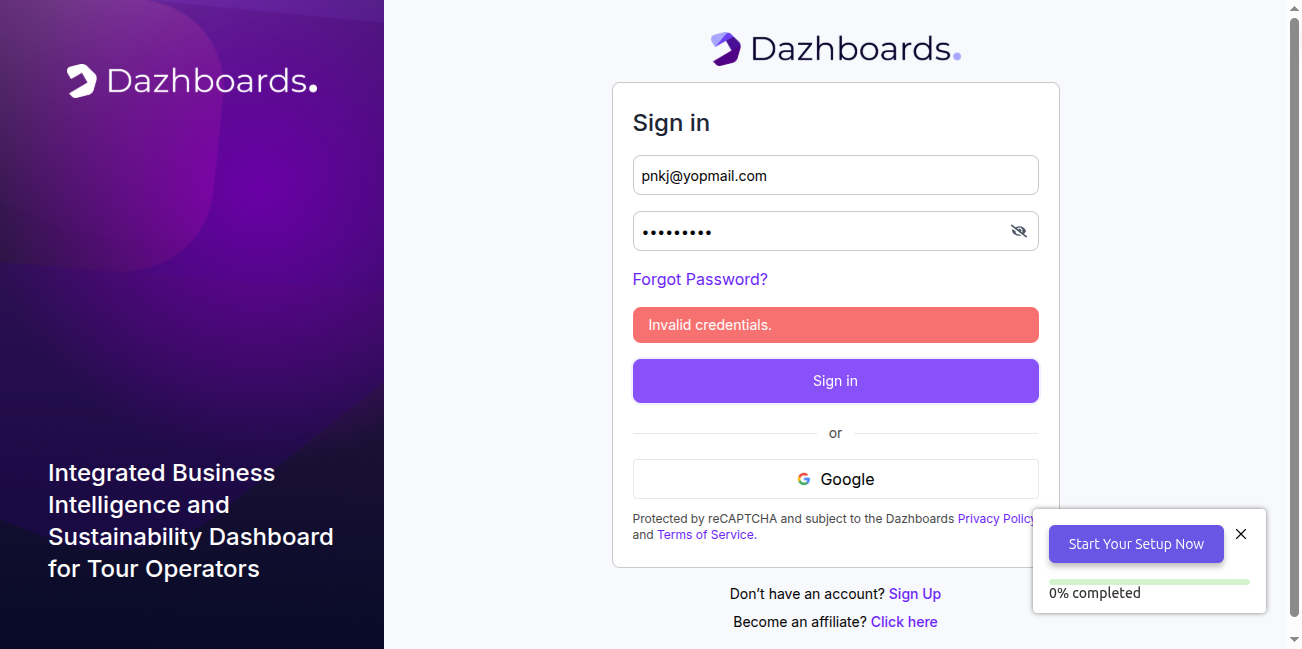 Dazhboards.
Integrated Business
Intelligence and
Sustainability Dashboard
for Tour Operators
Dazhboards.
Sign in
pnkj@yopmail.com
•••••••••
Forgot Password?
Invalid credentials.
Sign in
or
Google
Protected by reCAPTCHA and subject to the Dazhboards Privacy Policy
and Terms of Service.
Don’t have an account? Sign Up
Become an affiliate? Click here
Start Your Setup Now
0% completed